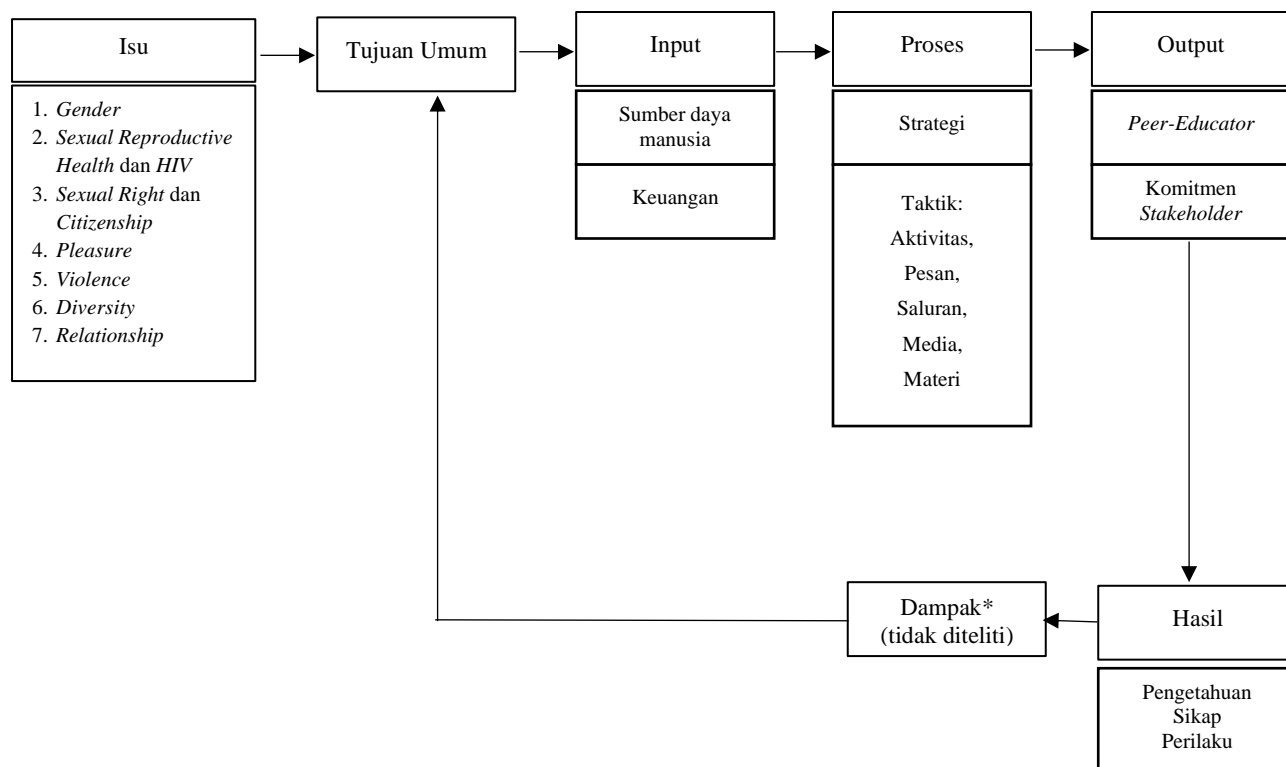 Isu
1. Gender
2. Sexual Reproductive
Health dan HIV
3. Sexual Right dan
Citizenship
4. Pleasure
5. Violence
6. Diversity
7. Relationship
Tujuan Umum
Input
Sumber daya
manusia
Keuangan
Proses
Strategi
Taktik:
Aktivitas,
Pesan,
Saluran,
Media,
Materi
Output
Peer-Educator
Komitmen
Stakeholder
Dampak*
(tidak diteliti)
Hasil
Pengetahuan
Sikap
Perilaku